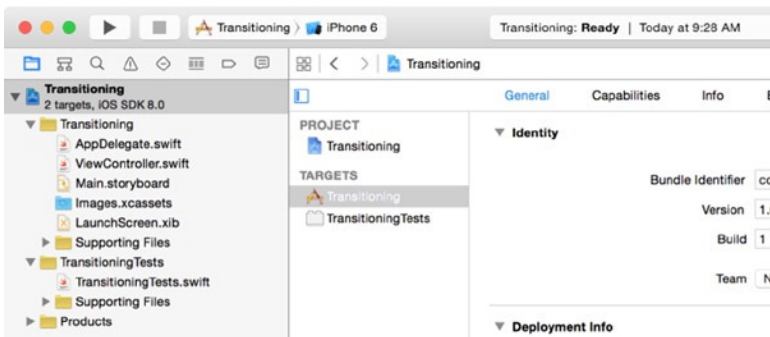 Transitioning
iPhone 6
Transitioning: Ready | Today at 9:28 AM
Transitioning
2 targets, iOS SDK 8.0
Transitioning
AppDelegate.swift
ViewController.swift
Main.storyboard
Images.xcassets
LaunchScreen.xib
Supporting Files
TransitioningTests
TransitioningTests.swift
Supporting Files
Products
Transitioning
General Capabilities Info
PROJECT
Transitioning
TARGETS
Transitioning
TransitioningTests
Identity
Bundle Identifier
Version 1.
Build 1
Team N
Deployment Info